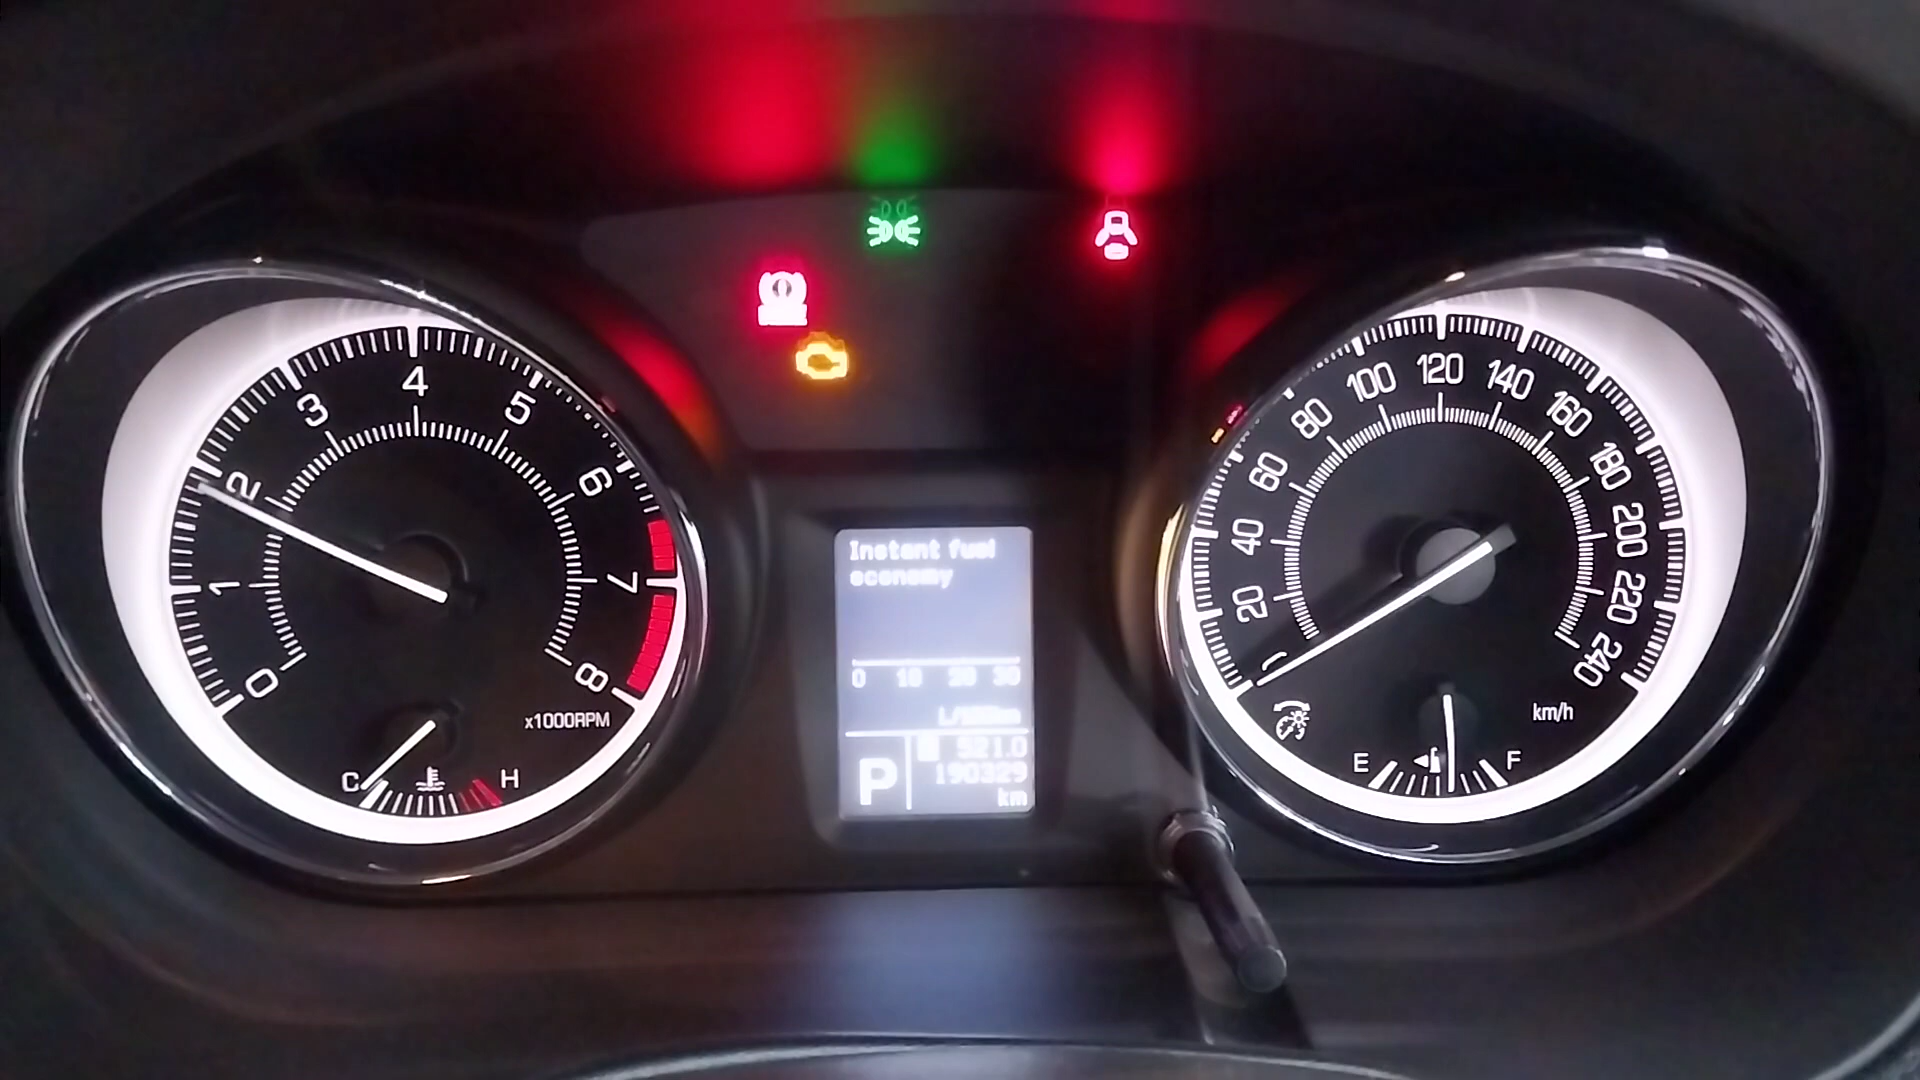 0
1
2
3
4
5
6
7
8
x1000RPM
C
H
Instant fuel
economy
0 10 20 30
L/100km
P
521.0
190329
km
20
40
60
80
100
120
140
160
180
200
220
240
km/h
E
F